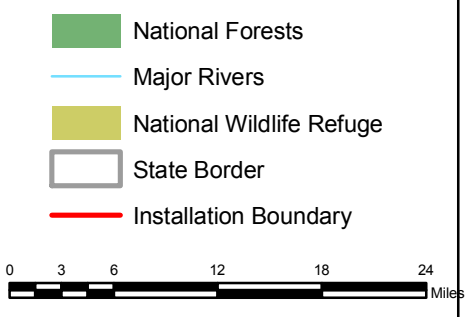 National Forests
Major Rivers
National Wildlife Refuge
State Border
Installation Boundary
0 3 6 12 18 24
Miles